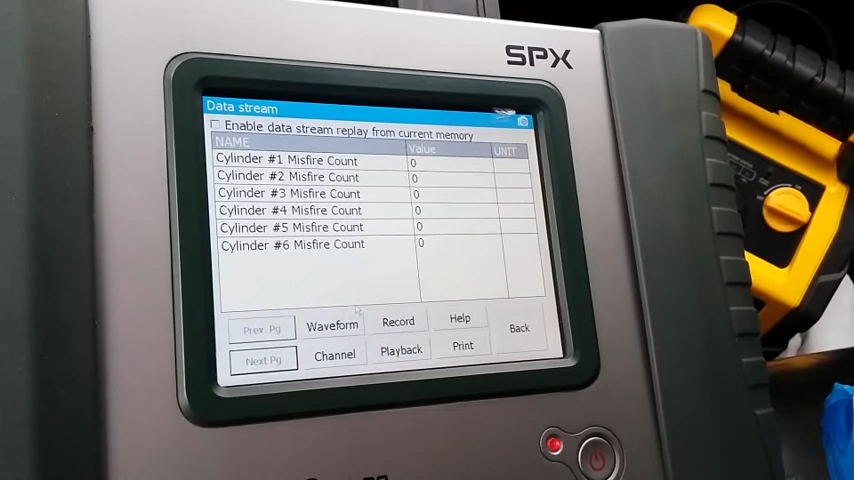 SPX
Data stream
Enable data stream replay from current memory
NAME Value UNIT
Cylinder #1 Misfire Count 0
Cylinder #2 Misfire Count 0
Cylinder #3 Misfire Count 0
Cylinder #4 Misfire Count 0
Cylinder #5 Misfire Count 0
Cylinder #6 Misfire Count 0
Prev. Pg Waveform Record Help Back
Next Pg Channel Playback Print